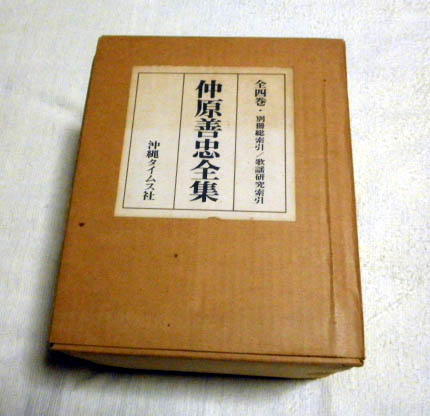 全四巻・別冊総索引／歌謡研究索引
仲原善忠全集
沖縄タイムス社